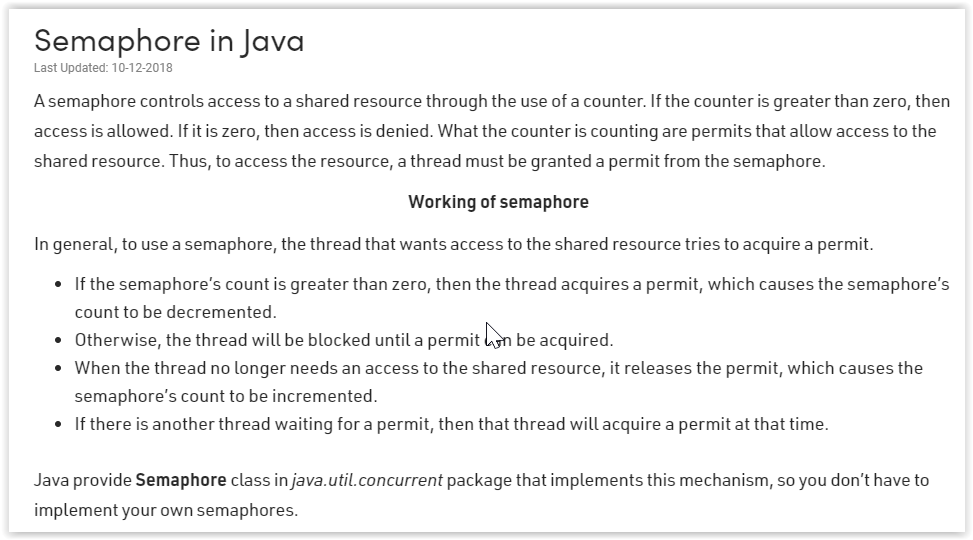 Semaphore in Java
Last Updated: 10-12-2018
A semaphore controls access to a shared resource through the use of a counter. If the counter is greater than zero, then
access is allowed. If it is zero, then access is denied. What the counter is counting are permits that allow access to the
shared resource. Thus, to access the resource, a thread must be granted a permit from the semaphore.
Working of semaphore
In general, to use a semaphore, the thread that wants access to the shared resource tries to acquire a permit.
• If the semaphore's count is greater than zero, then the thread acquires a permit, which causes the semaphore's
count to be decremented.
• Otherwise, the thread will be blocked until a permit can be acquired.
• When the thread no longer needs an access to the shared resource, it releases the permit, which causes the
semaphore's count to be incremented.
• If there is another thread waiting for a permit, then that thread will acquire a permit at that time.
Java provide Semaphore class in java.util.concurrent package that implements this mechanism, so you don't have to
implement your own semaphores.